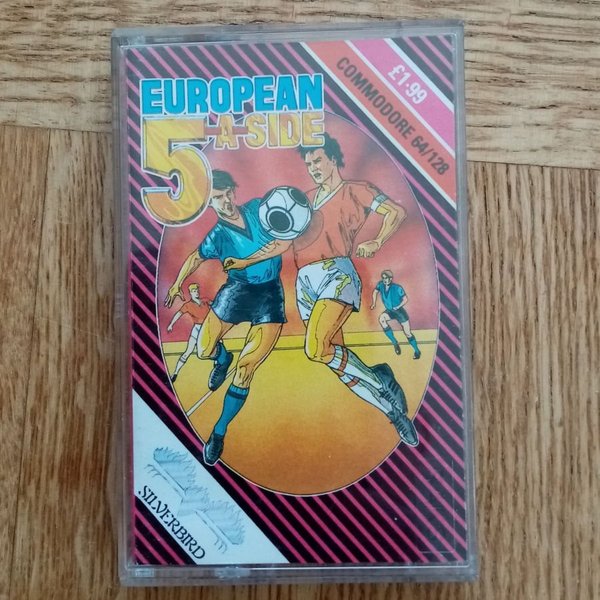 EUROPEAN
5-A-SIDE
£1.99
COMMODORE 64/128
SILVERBIRD